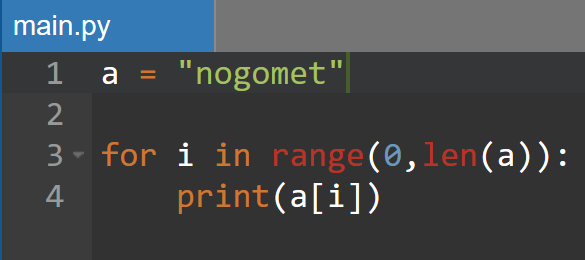 main.py
1 a = "nogomet"
2
3 for i in range(0,len(a)):
4     print(a[i])